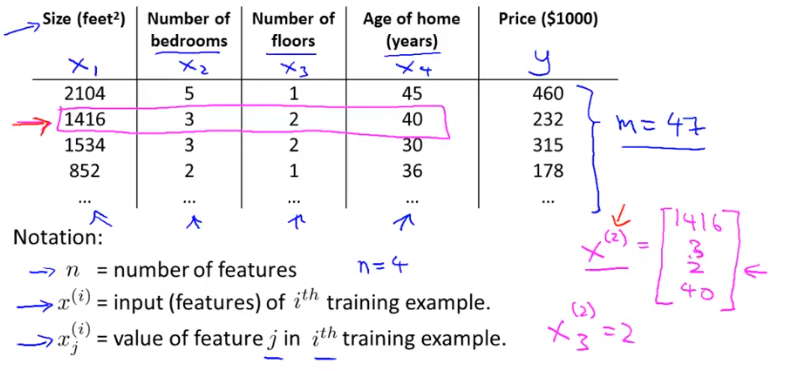 Size (feet²) Number of bedrooms Number of floors Age of home (years) Price ($1000)
x₁ x₂ x₃ x₄ y
2104 5 1 45 460
1416 3 2 40 232
1534 3 2 30 315
852 2 1 36 178
... ... ... ... ...
m = 47
Notation:
n = number of features n=4
x⁽ⁱ⁾ = input (features) of iᵗʰ training example.
xⱼ⁽ⁱ⁾ = value of feature j in iᵗʰ training example.
x⁽²⁾ = [1416
3
2
40]
x₃⁽²⁾ = 2